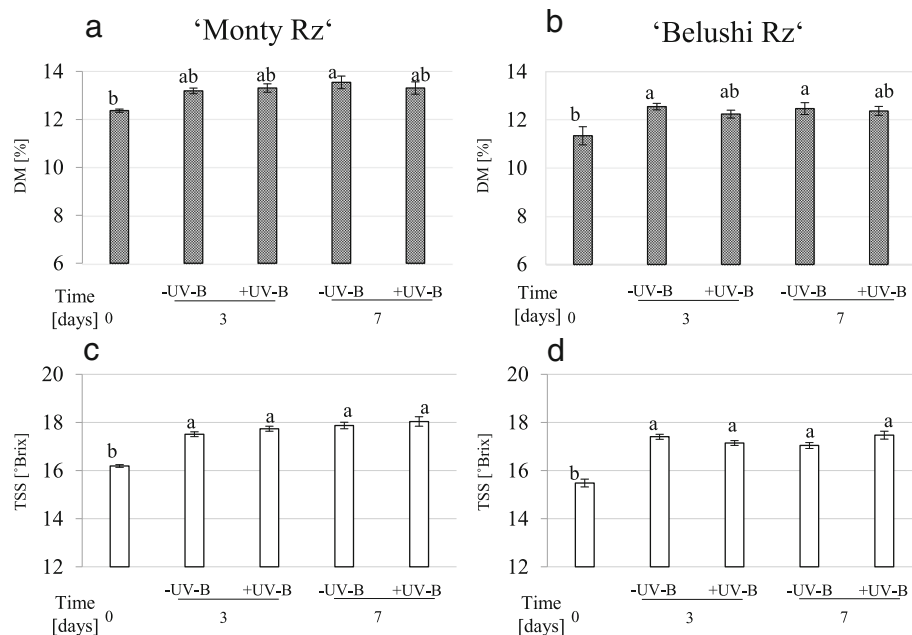 a ‘Monty Rz‘
b ‘Belushi Rz‘
14
12
10
8
6
DM [%]
b ab ab a ab
-UV-B +UV-B -UV-B +UV-B
Time
[days] 0 3 7
14
12
10
8
6
DM [%]
b a ab a ab
-UV-B +UV-B -UV-B +UV-B
Time
[days] 0 3 7
c
20
18
16
14
12
TSS [°Brix]
b a a a a
-UV-B +UV-B -UV-B +UV-B
Time
[days] 0 3 7
d
20
18
16
14
12
TSS [°Brix]
b a a a a
-UV-B +UV-B -UV-B +UV-B
Time
[days] 0 3 7